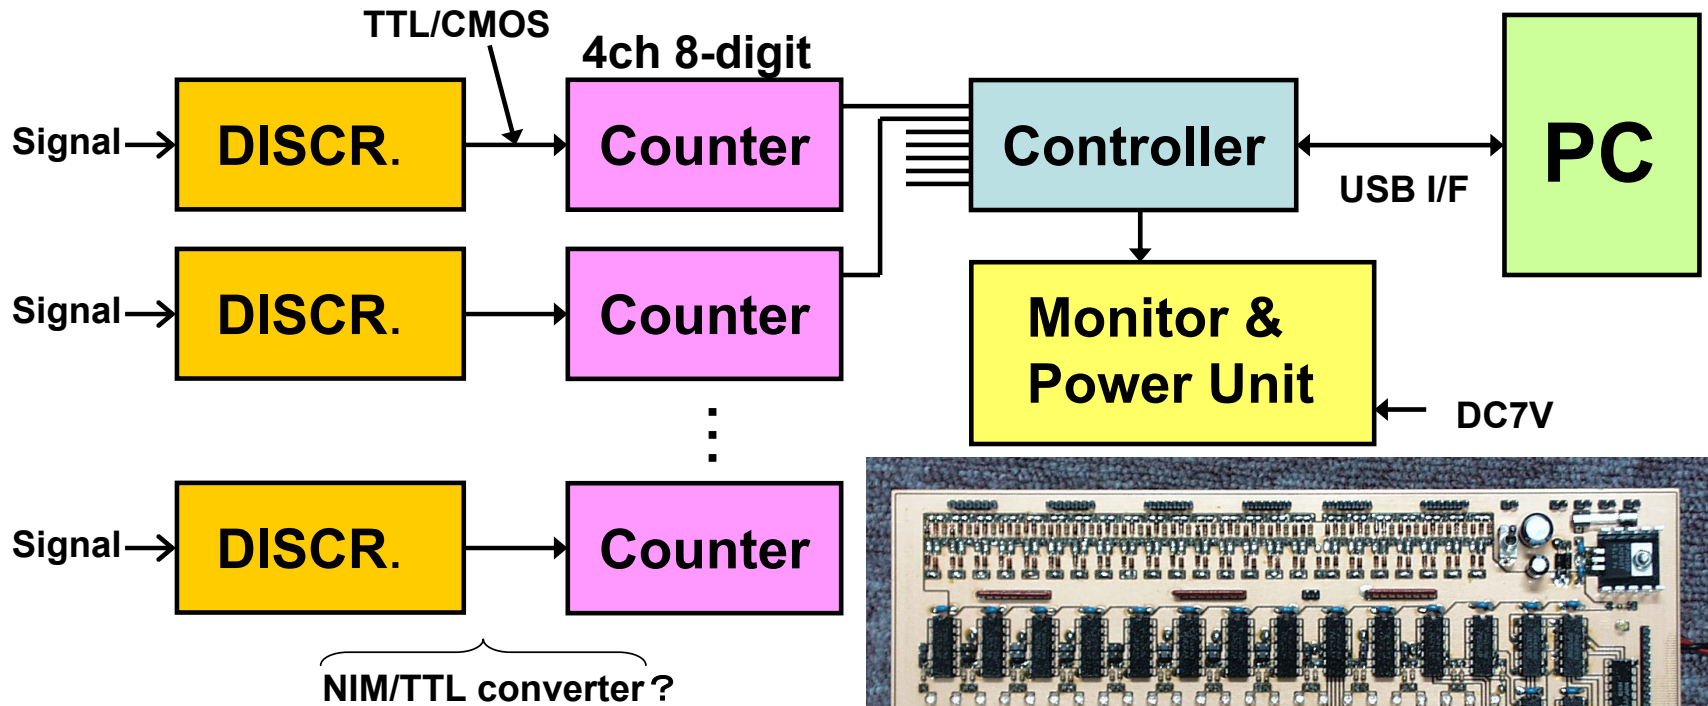 TTL/CMOS
4ch 8-digit
Signal
DISCR.
Counter
Controller
USB I/F
PC
Signal
DISCR.
Counter
Monitor &
Power Unit
DC7V
Signal
DISCR.
Counter
NIM/TTL converter?